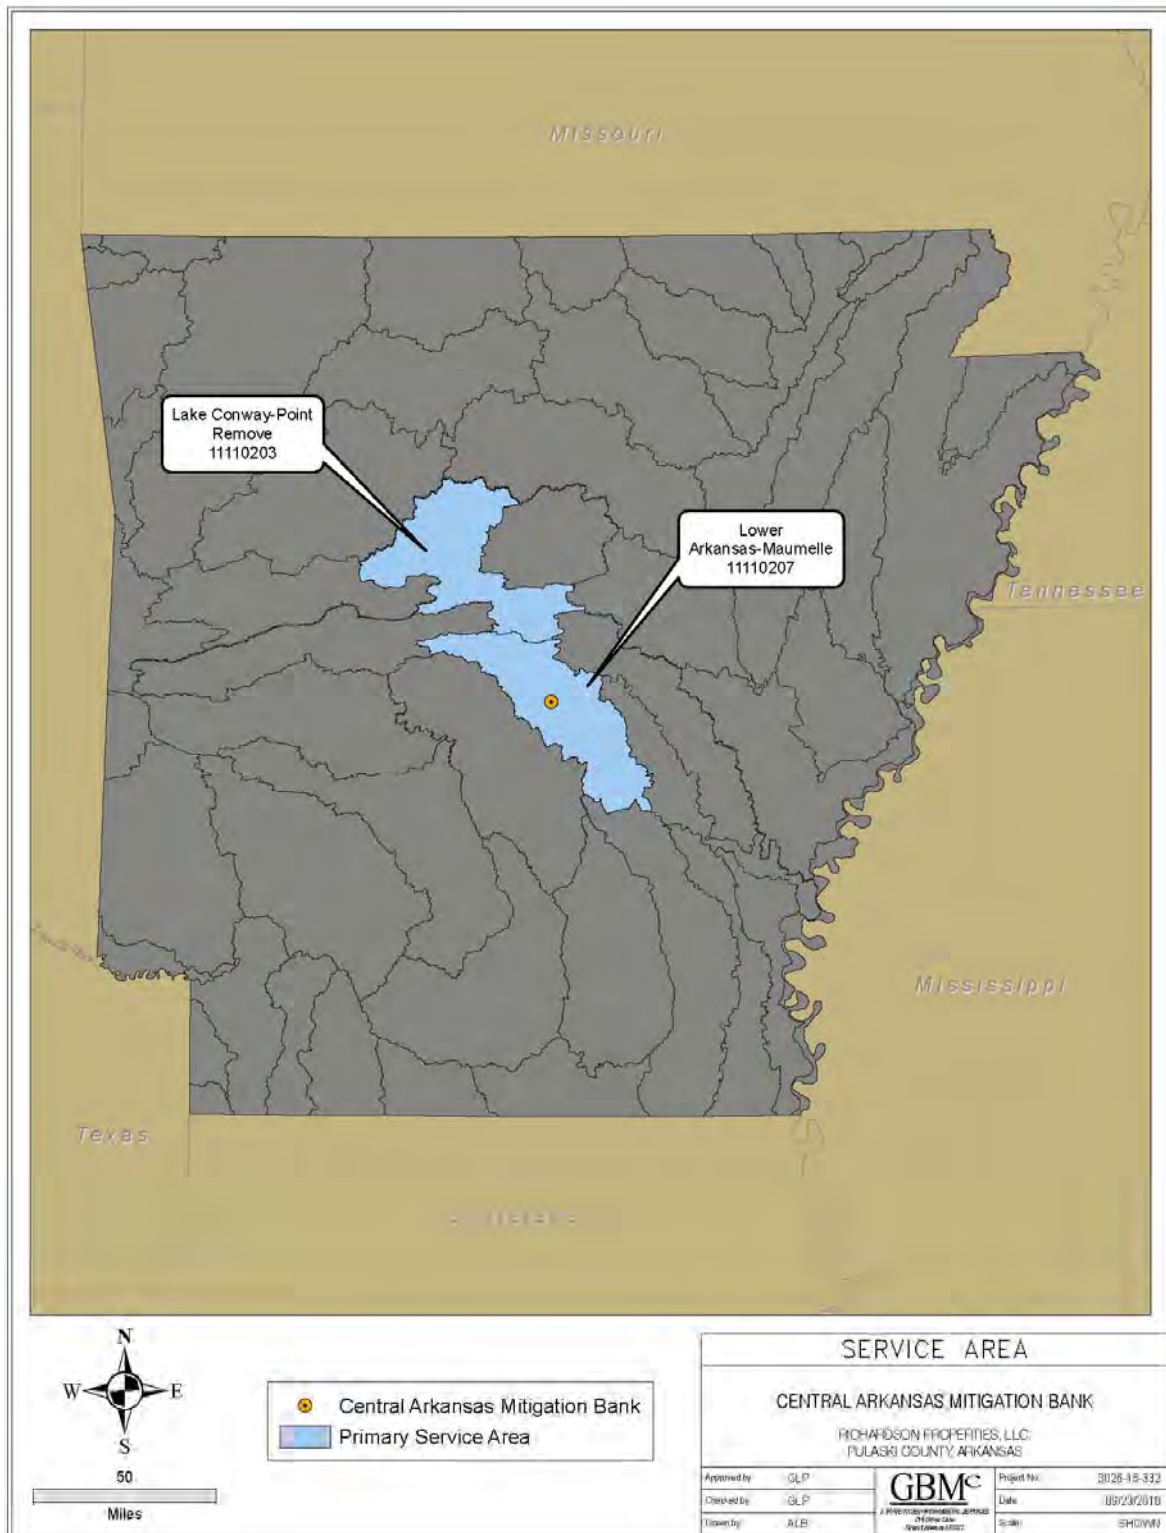 Missouri
Lake Conway-Point
Remove
11110203
Lower
Arkansas-Maumelle
11110207
Tennessee
Mississippi
Texas
N
W
E
S
50
Miles
Central Arkansas Mitigation Bank
Primary Service Area
SERVICE AREA
CENTRAL ARKANSAS MITIGATION BANK
RICHARDSON PROPERTIES, LLC
PULASKI COUNTY, ARKANSAS
Approved by GLP
Checked by GLP
Drawn by ALB
GBMc
Project No.
Date
Scale: SHOWN